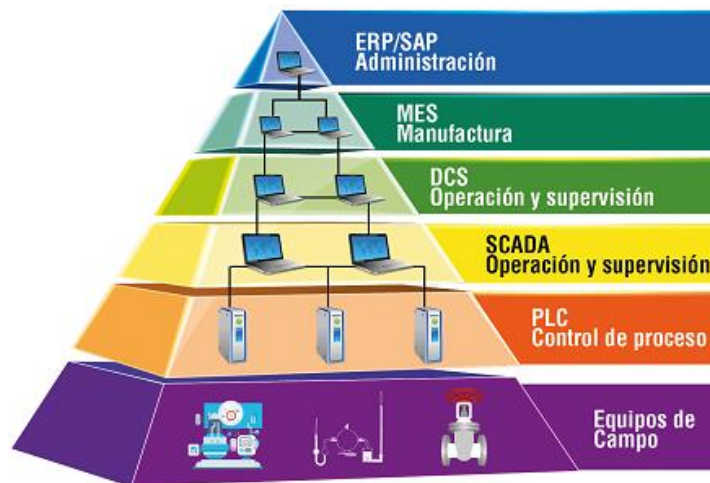 ERP/SAP
Administración
MES
Manufactura
DCS
Operación y supervisión
SCADA
Operación y supervisión
PLC
Control de proceso
Equipos de
Campo